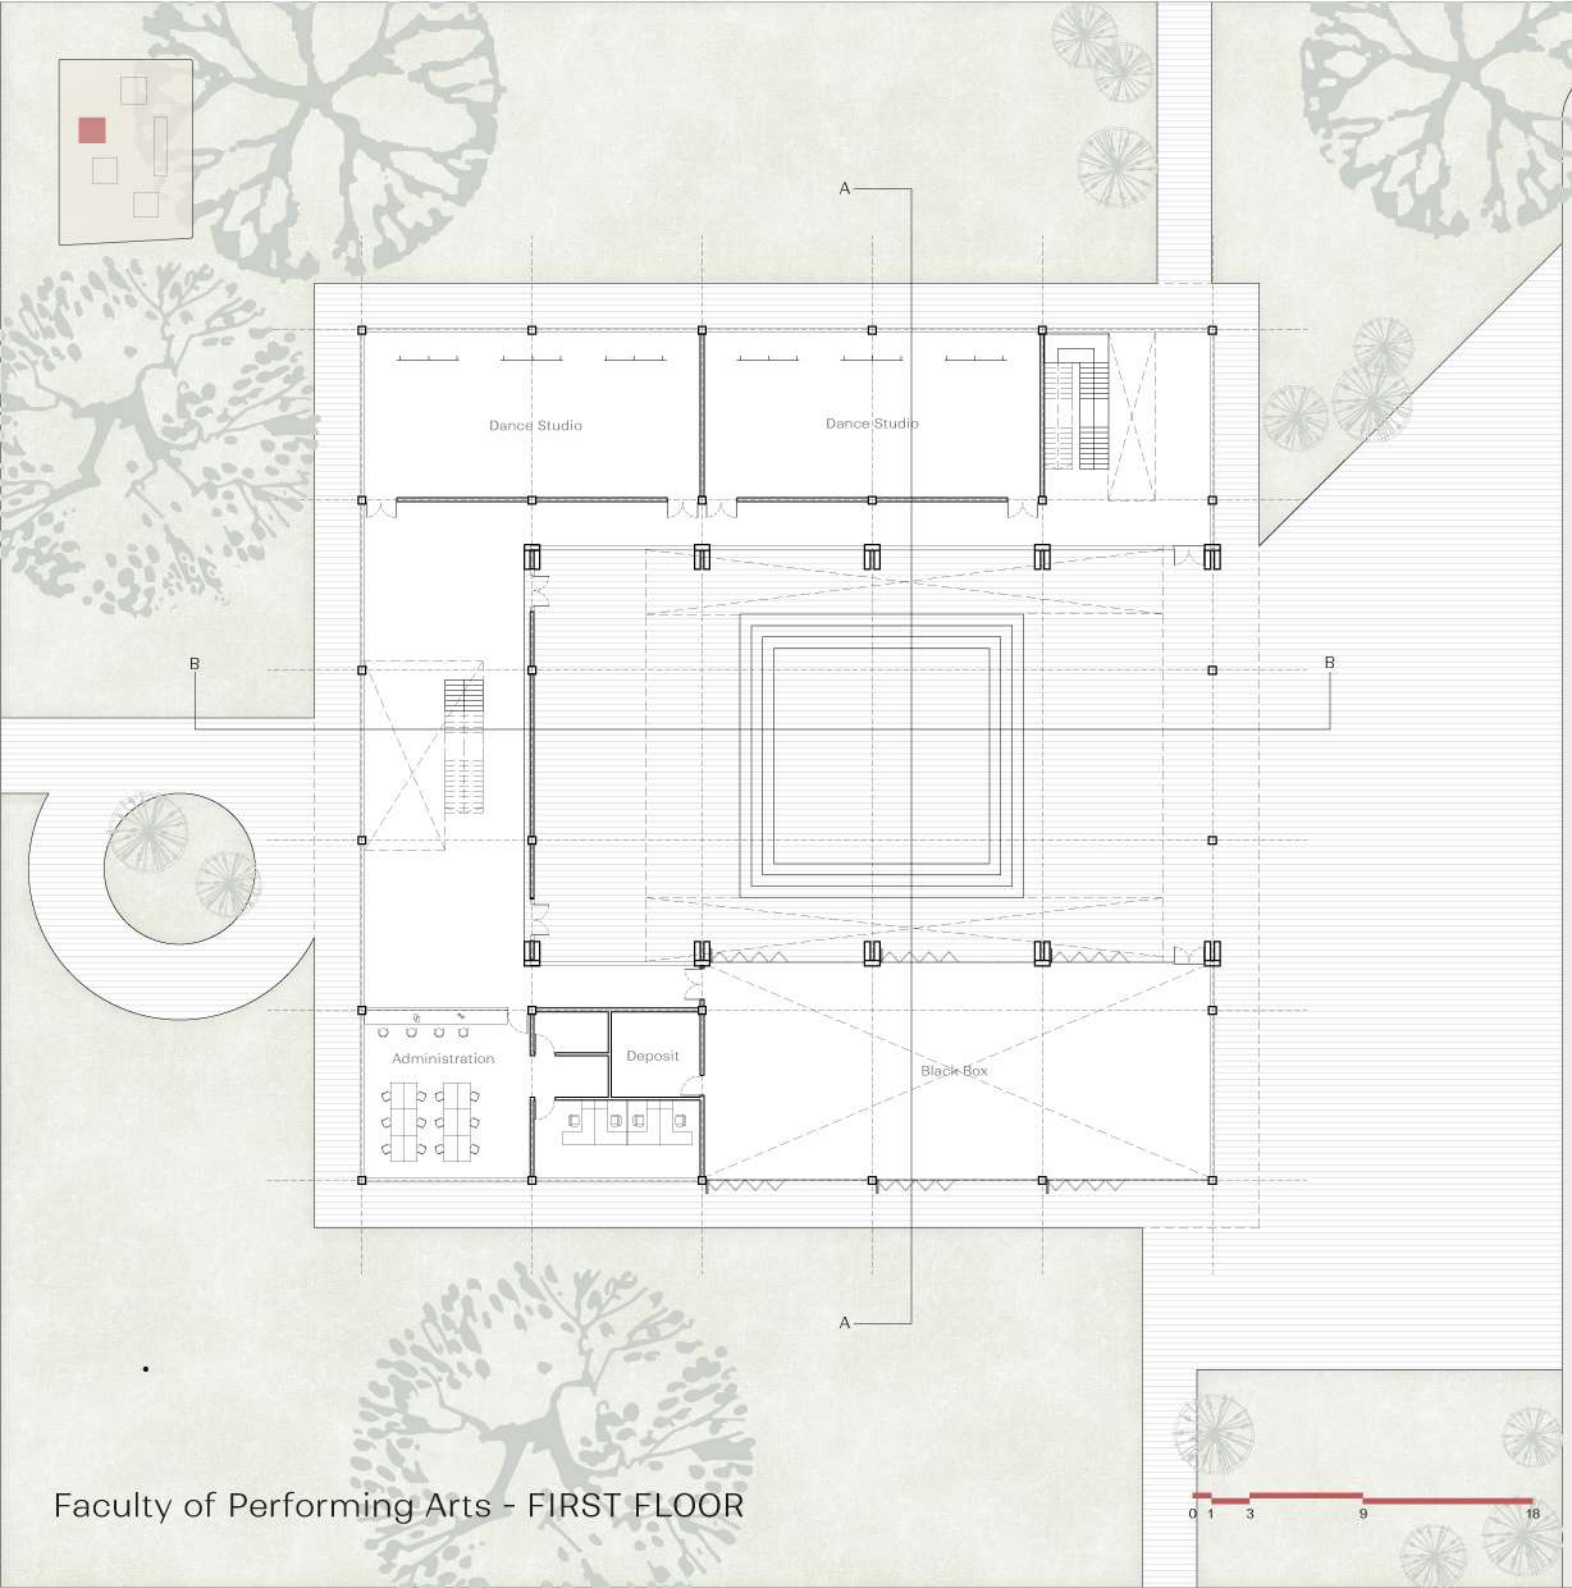 A
Dance Studio
Dance Studio
B
B
Administration
Deposit
Black Box
A
Faculty of Performing Arts - FIRST FLOOR
0 1 3 9 18